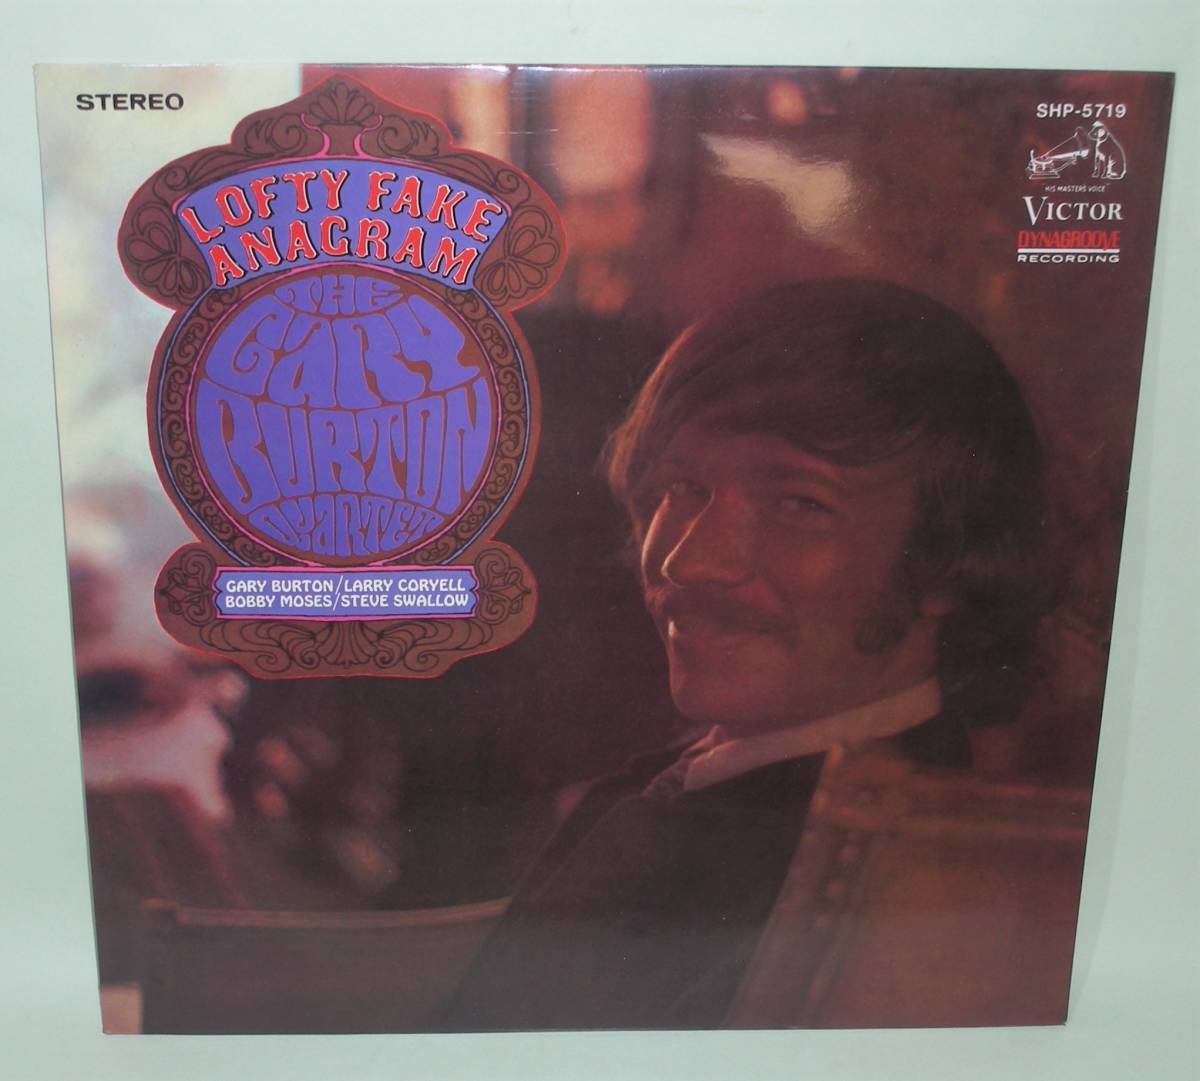 STEREO
LOFTY FAKE
ANAGRAM
THE
GARY
BURTON
QUARTET
GARY BURTON/LARRY CORYELL
BOBBY MOSES/STEVE SWALLOW
SHP-5719
"HIS MASTER'S VOICE"
VICTOR
DYNAGROOVE
RECORDING